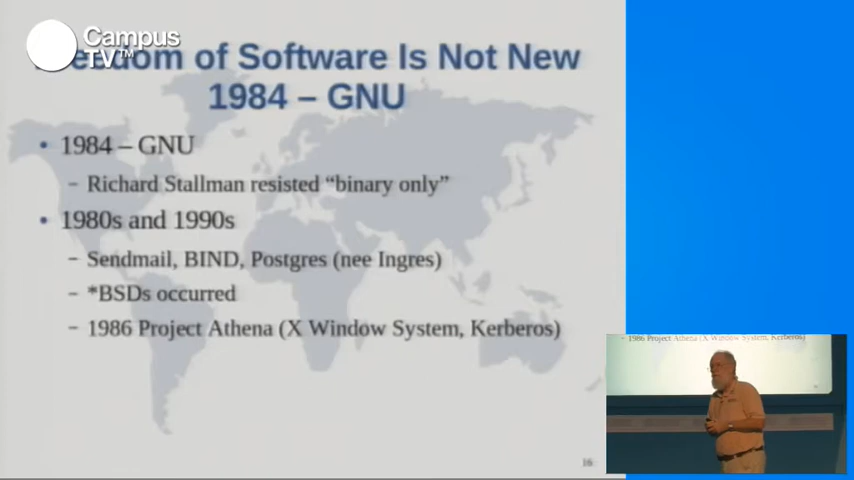 Campus
TV™
Freedom of Software Is Not New
1984 – GNU
• 1984 – GNU
– Richard Stallman resisted “binary only”
• 1980s and 1990s
– Sendmail, BIND, Postgres (nee Ingres)
– *BSDs occurred
– 1986 Project Athena (X Window System, Kerberos)
16
– 1986 Project Athena (X Window System, Kerberos)